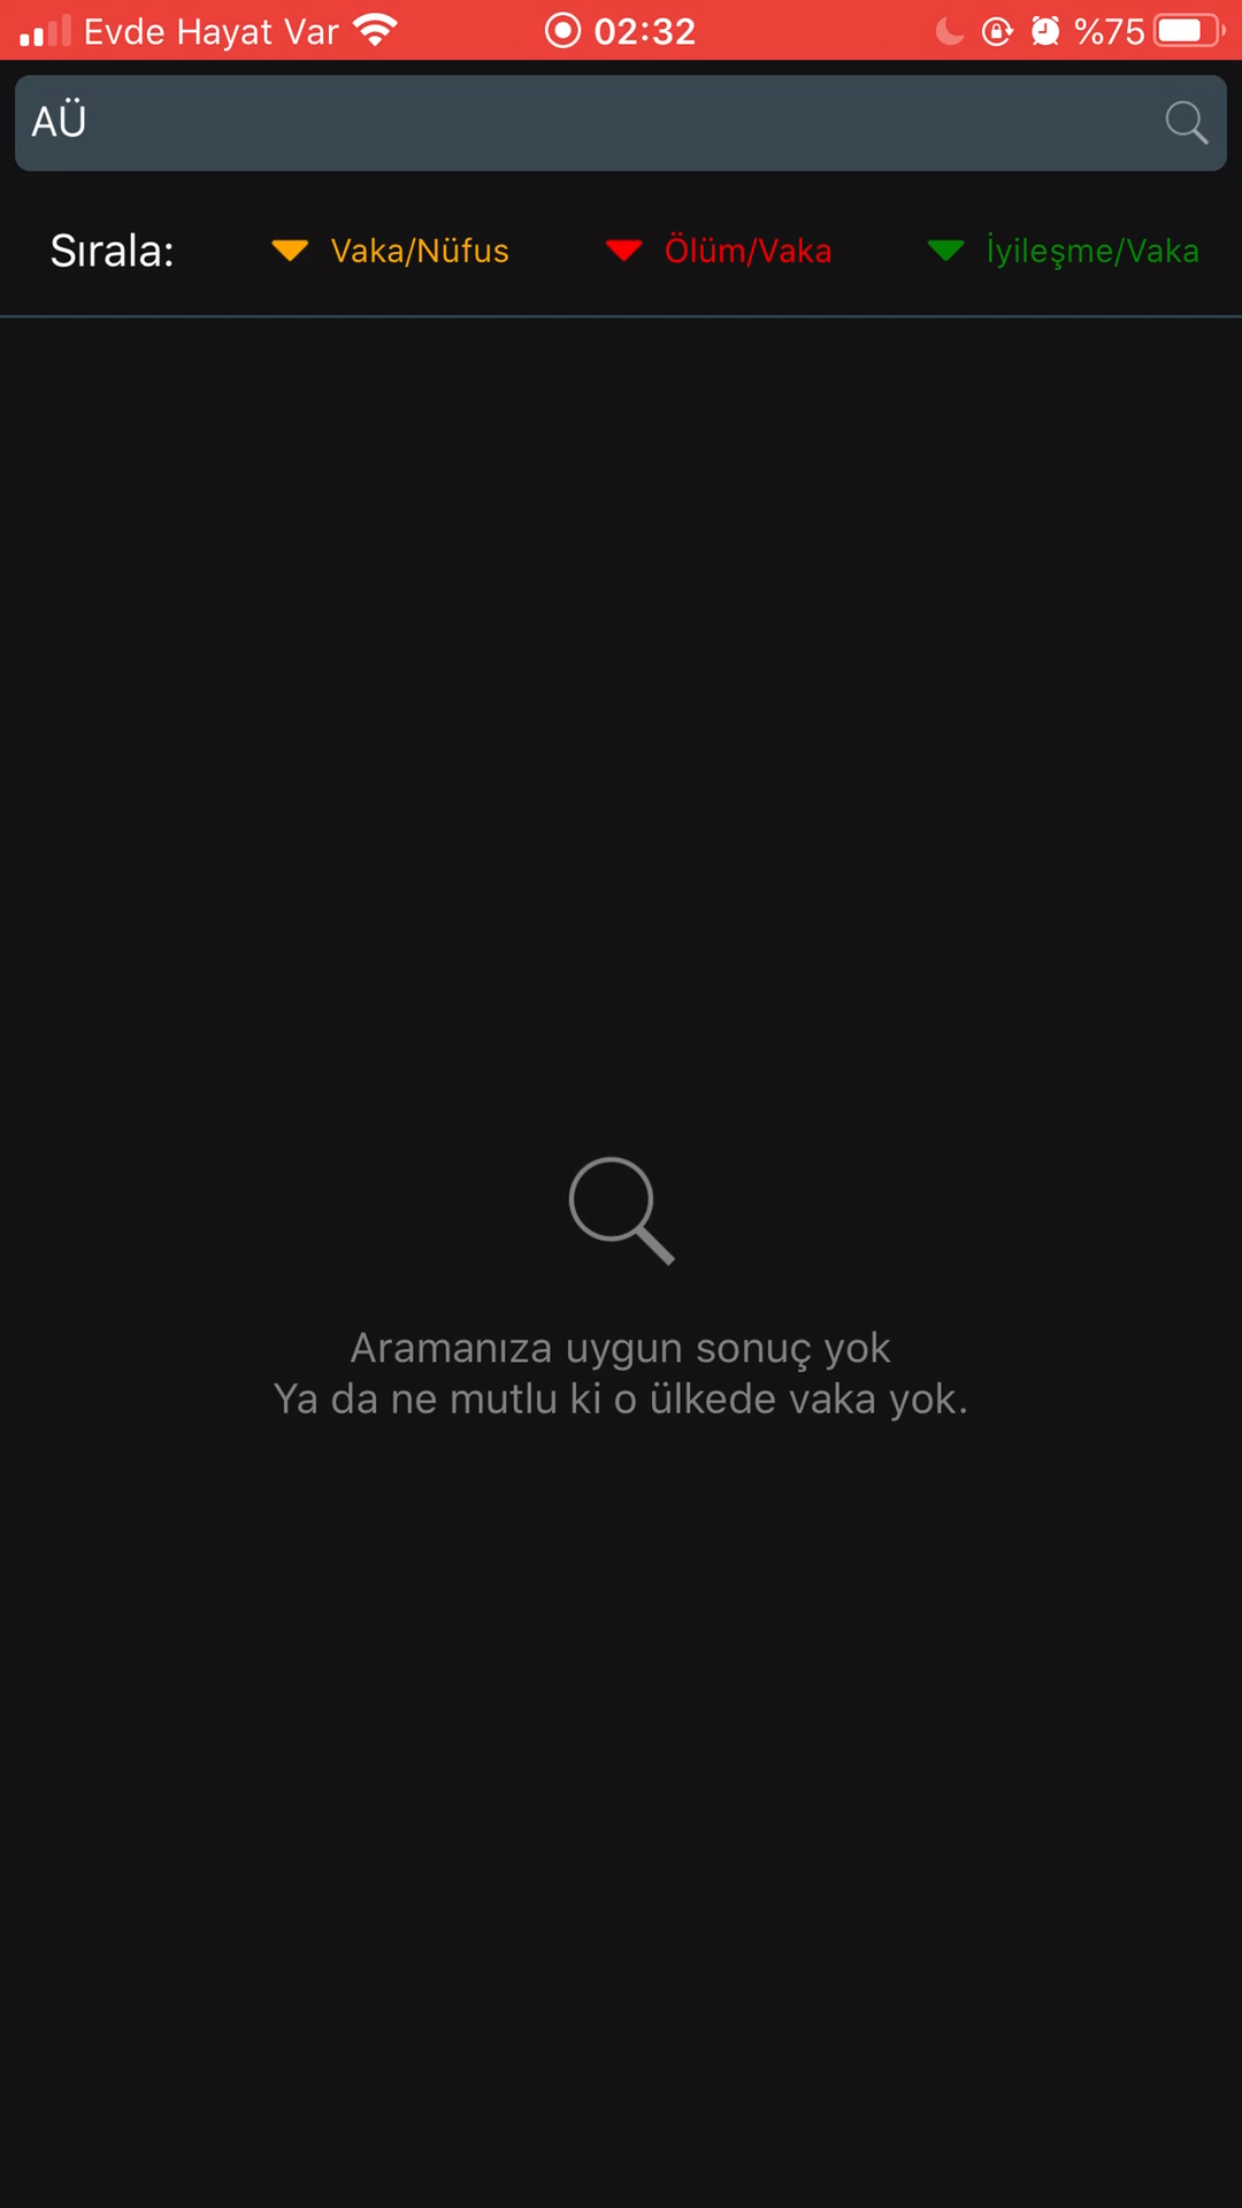 Evde Hayat Var 02:32 %75
AÜ
Sırala: Vaka/Nüfus Ölüm/Vaka İyileşme/Vaka
Aramanıza uygun sonuç yok
Ya da ne mutlu ki o ülkede vaka yok.